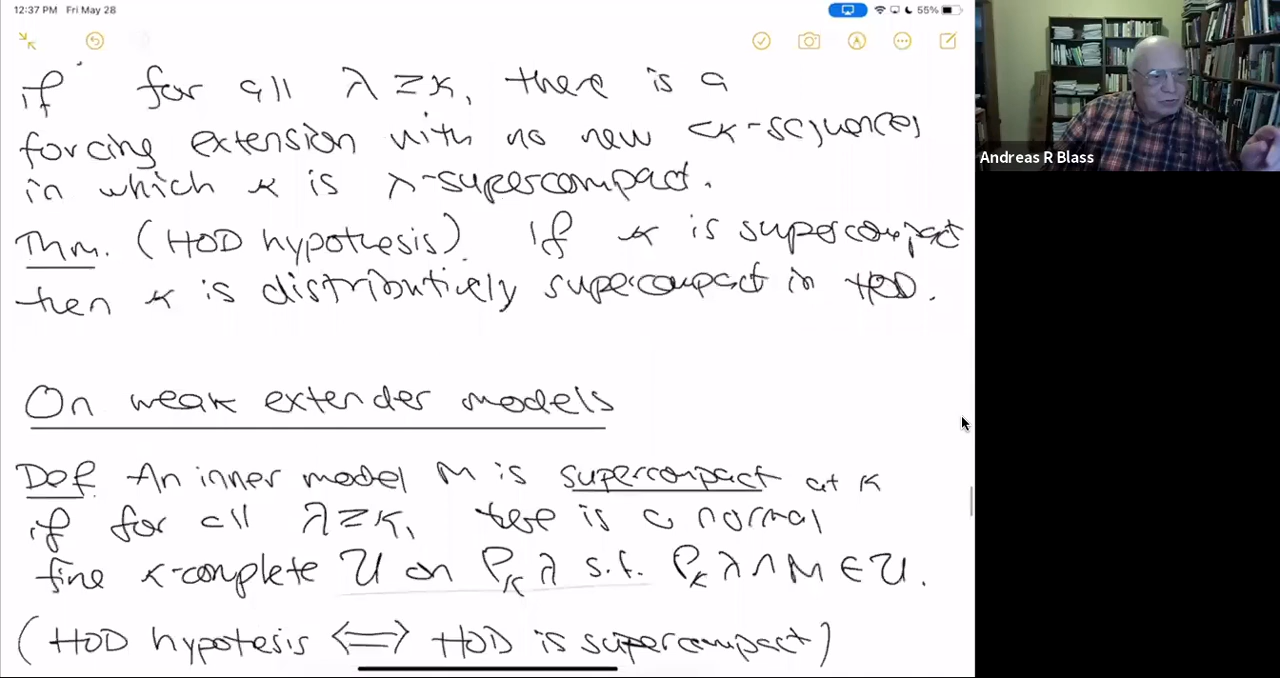 12:37 PM Fri May 28
55%
if for all λ ≥ κ, there is a
forcing extension with no new <κ-sequences
in which κ is λ-supercompact.
Thm. (HOD hypothesis). If κ is supercompact
then κ is distributively supercompact in HOD.
On weak extender models
Def. An inner model M is supercompact at κ
if for all λ ≥ κ, there is a normal
fine κ-complete U on P_κ λ s.t. P_κ λ ∩ M ∈ U.
(HOD hypotesis ⟺ HOD is supercompact)
Andreas R Blass